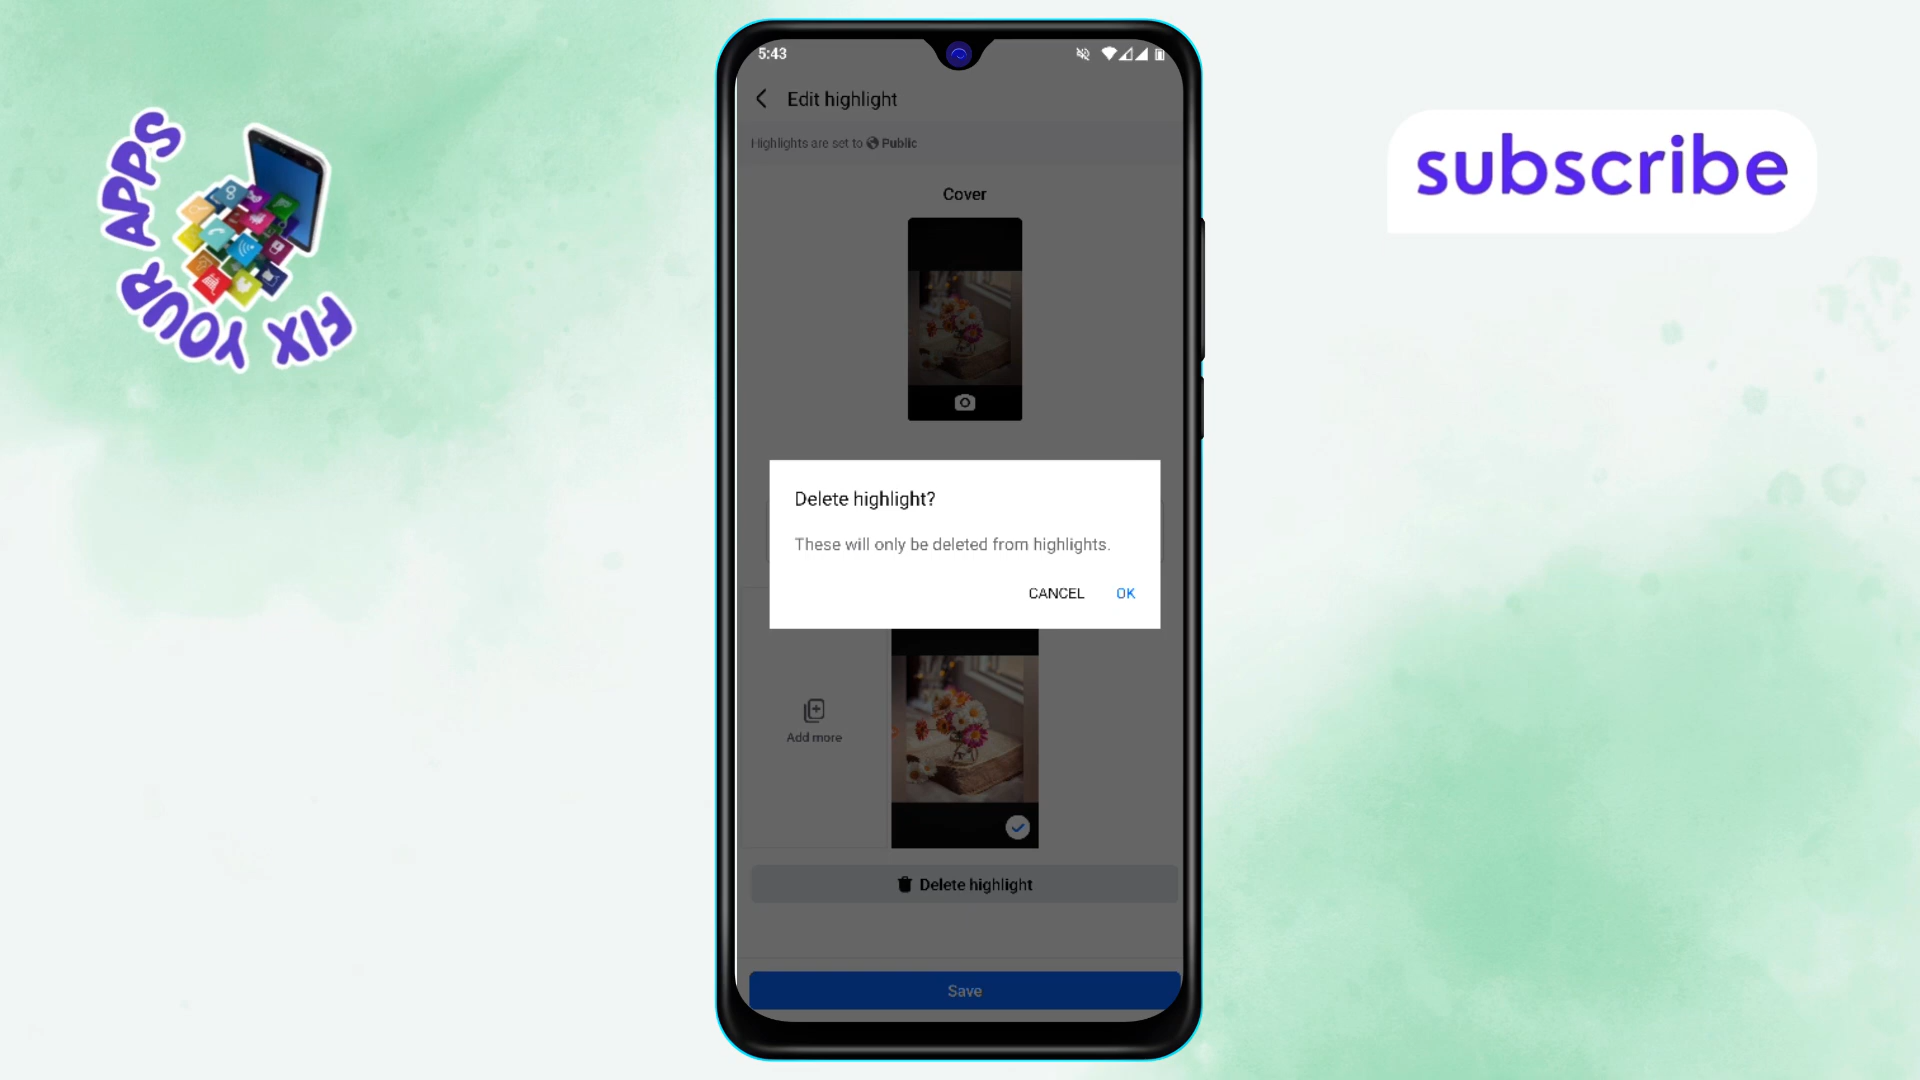 5:43
Edit highlight
Highlights are set to Public
Cover
Delete highlight?
These will only be deleted from highlights.
CANCEL OK
Add more
Delete highlight
Save
FIX YOUR APPS
subscribe